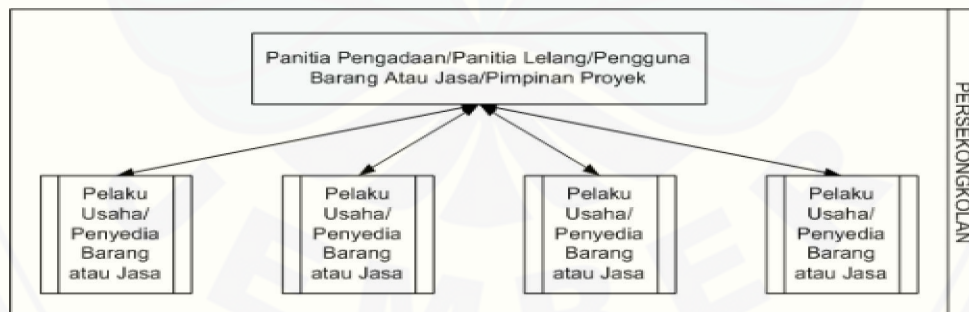 Panitia Pengadaan/Panitia Lelang/Pengguna
Barang Atau Jasa/Pimpinan Proyek
Pelaku
Usaha/
Penyedia
Barang
atau Jasa
Pelaku
Usaha/
Penyedia
Barang
atau Jasa
Pelaku
Usaha/
Penyedia
Barang
atau Jasa
Pelaku
Usaha/
Penyedia
Barang
atau Jasa
PERSEKONGKOLAN